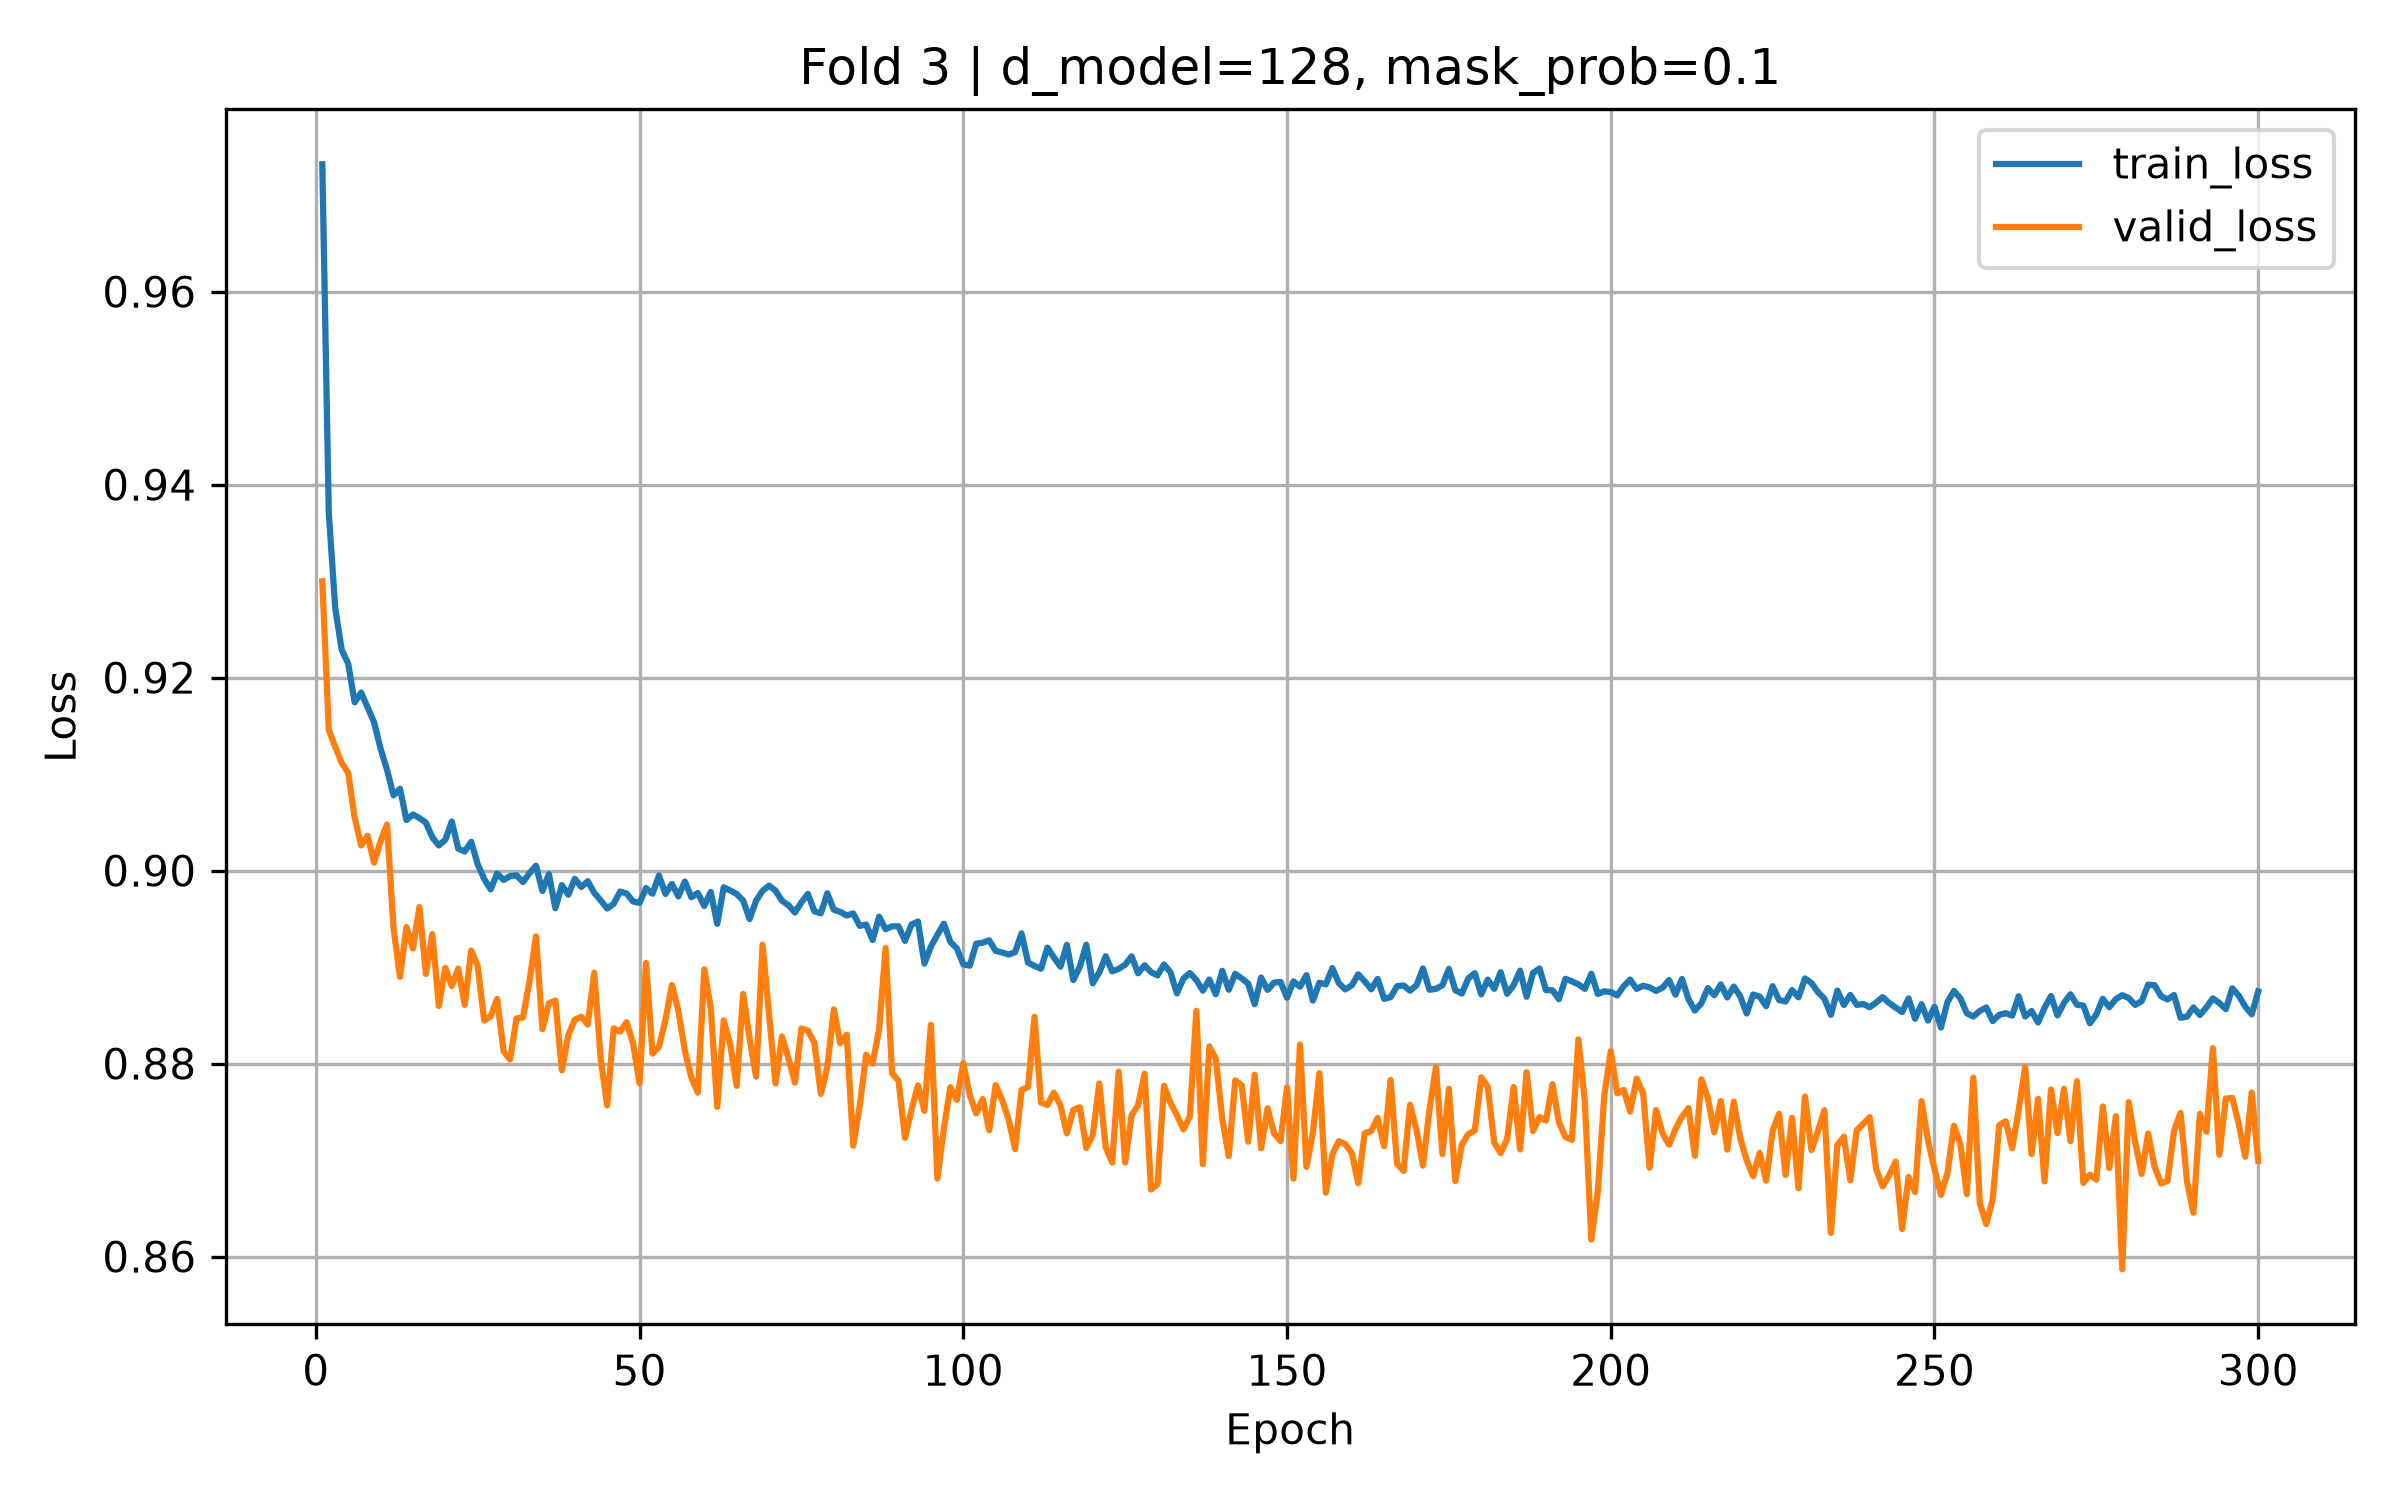 Fold 3 | d_model=128, mask_prob=0.1
train_loss
valid_loss
0.96
0.94
0.92
0.90
0.88
0.86
Loss
0 50 100 150 200 250 300
Epoch